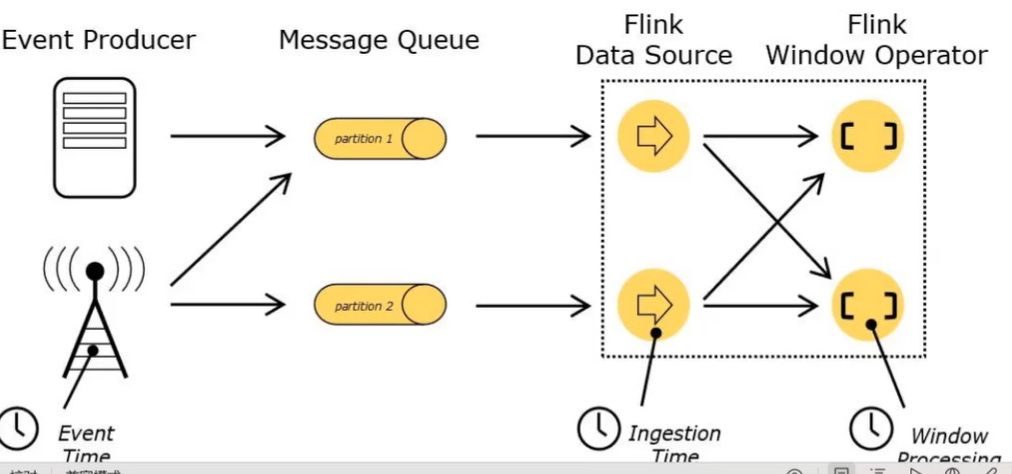 Event Producer
Message Queue
Flink
Data Source
Flink
Window Operator
partition 1
partition 2
Event
Time
Ingestion
Time
Window
Processing